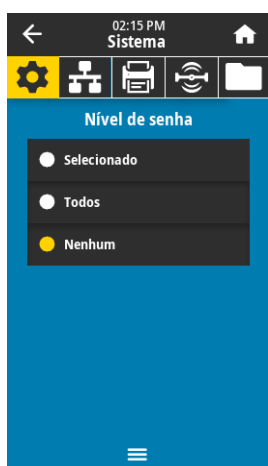 02:15 PM
Sistema
Nível de senha
Selecionado
Todos
Nenhum